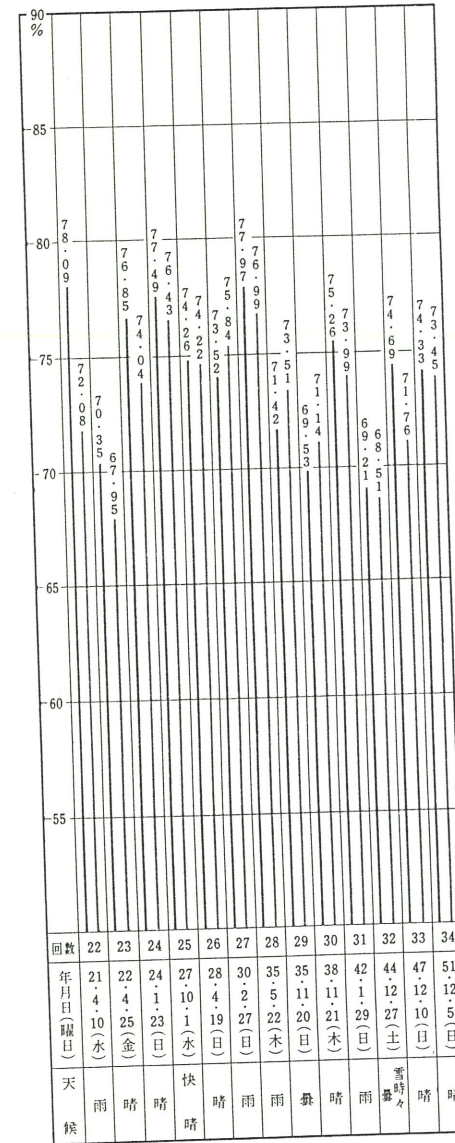 90
%
85
80
75
70
65
60
55
78·09
72·08
70·35
67·95
76·85
74·04
77·49
76·43
74·26
74·22
73·52
75·84
77·97
76·99
71·42
73·51
69·53
71·14
75·26
73·99
69·21
68·51
74·69
71·76
74·33
73·45
回数 22 23 24 25 26 27 28 29 30 31 32 33 34
年月日(曜日)
21·4·10(水)
22·4·25(金)
24·1·23(日)
27·10·1(水)
28·4·19(日)
30·2·27(日)
35·5·22(木)
35·11·20(日)
38·11·21(木)
42·1·29(日)
44·12·27(土)
47·12·10(日)
51·12·5(日)
天候
雨
晴
晴
快晴
晴
雨
雨
曇
晴
雨
雪時々
曇
晴
晴